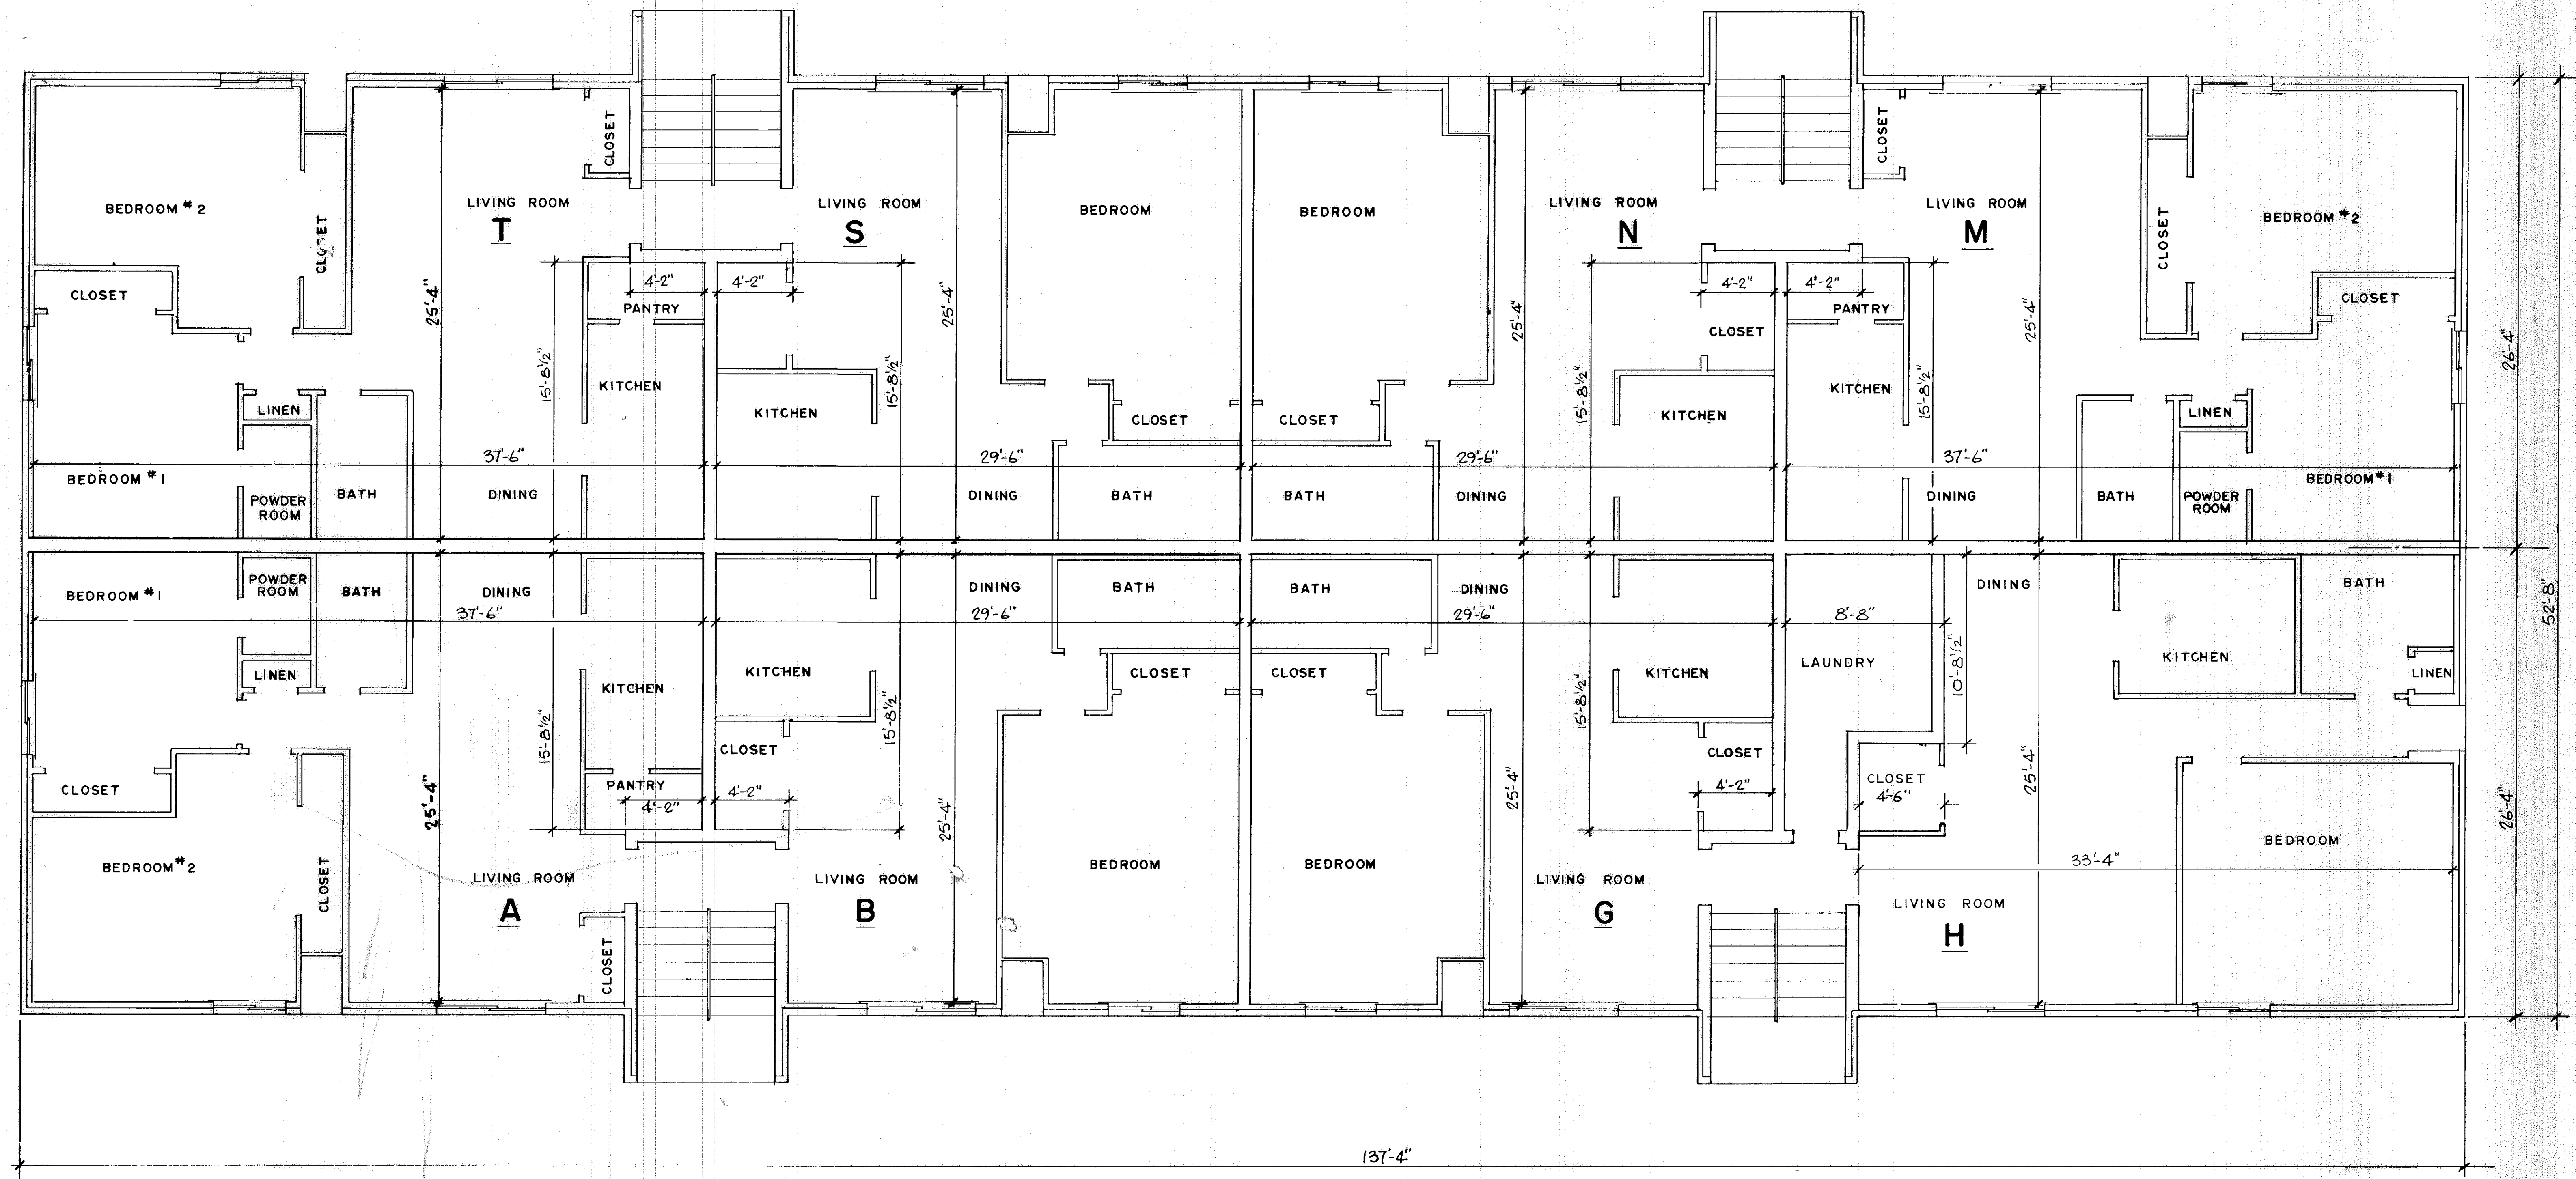 CLOSET
CLOSET
BEDROOM #2
LIVING ROOM
T
LIVING ROOM
S
BEDROOM
BEDROOM
LIVING ROOM
N
LIVING ROOM
M
BEDROOM #2
CLOSET
CLOSET
CLOSET
25'-4"
4'-2"
4'-2"
25'-4"
25'-4"
4'-2"
4'-2"
25'-4"
CLOSET
PANTRY
PANTRY
CLOSET
26'-4"
15'-8½"
KITCHEN
15'-8½"
15'-8½"
KITCHEN
15'-8½"
LINEN
KITCHEN
CLOSET
CLOSET
KITCHEN
LINEN
37'-6"
29'-6"
29'-6"
37'-6"
BEDROOM #1
POWDER
ROOM
BATH
DINING
DINING
BATH
BATH
DINING
DINING
BATH
POWDER
ROOM
BEDROOM #1
BEDROOM #1
POWDER
ROOM
BATH
DINING
DINING
BATH
BATH
DINING
DINING
BATH
52'-8"
37'-6"
29'-6"
29'-6"
8'-8"
LINEN
KITCHEN
KITCHEN
CLOSET
CLOSET
KITCHEN
LAUNDRY
10'-8½"
KITCHEN
LINEN
15'-8½"
15'-8½"
15'-8½"
CLOSET
CLOSET
CLOSET
PANTRY
CLOSET
4'-2"
4'-2"
4'-2"
4'-6"
25'-4"
25'-4"
25'-4"
25'-4"
26'-4"
BEDROOM #2
CLOSET
LIVING ROOM
A
LIVING ROOM
B
BEDROOM
BEDROOM
LIVING ROOM
G
LIVING ROOM
H
33'-4"
BEDROOM
CLOSET
137'-4"